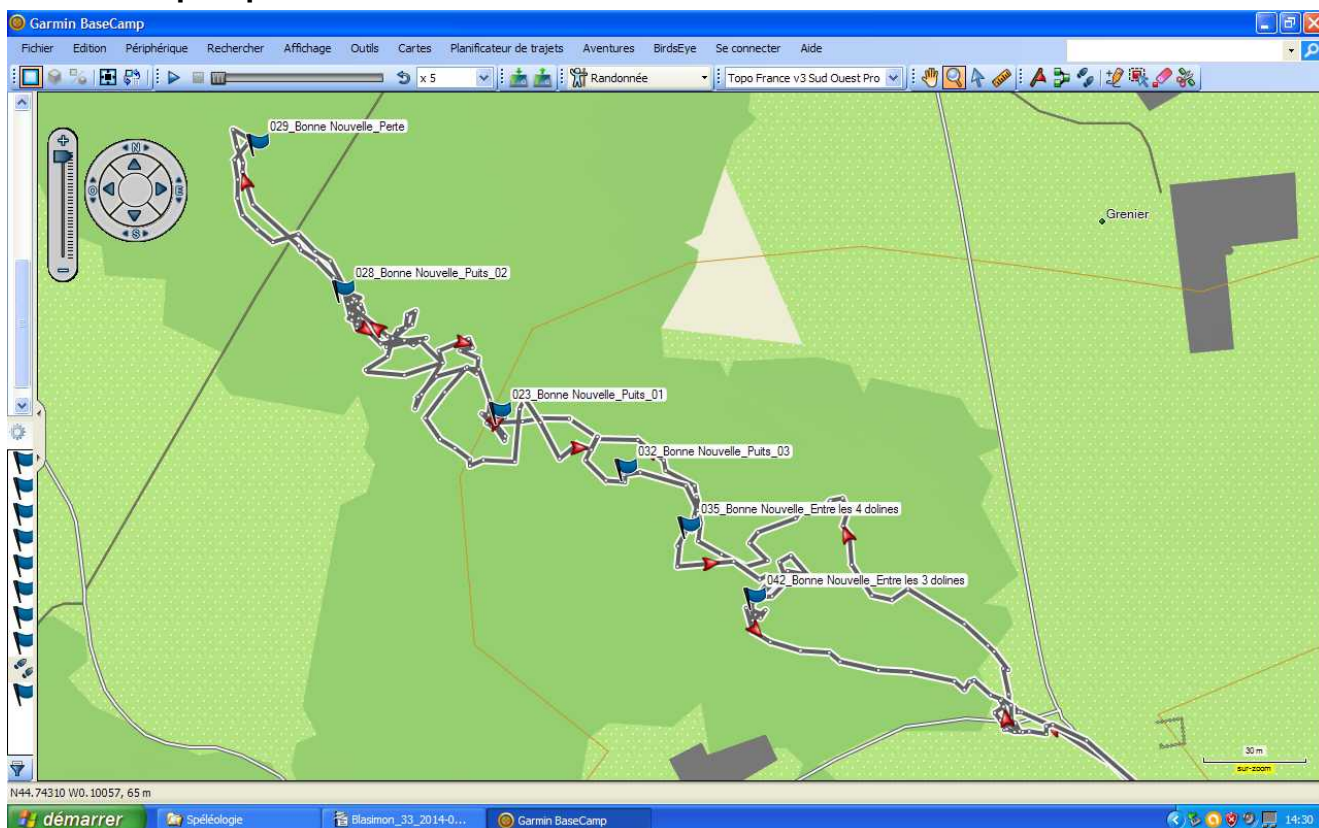 Garmin BaseCamp
Fichier Edition Périphérique Rechercher Affichage Outils Cartes Planificateur de trajets Aventures BirdsEye Se connecter Aide
x 5 Randonnée Topo France v3 Sud Ouest Pro
029_Bonne Nouvelle_Perte
N
O E
S
Grenier
028_Bonne Nouvelle_Puits_02
023_Bonne Nouvelle_Puits_01
032_Bonne Nouvelle_Puits_03
035_Bonne Nouvelle_Entre les 4 dolines
042_Bonne Nouvelle_Entre les 3 dolines
30 m
sur-zoom
N44.74310 W0.10057, 65 m
démarrer Spéléologie Blasimon_33_2014-0... Garmin BaseCamp 14:30